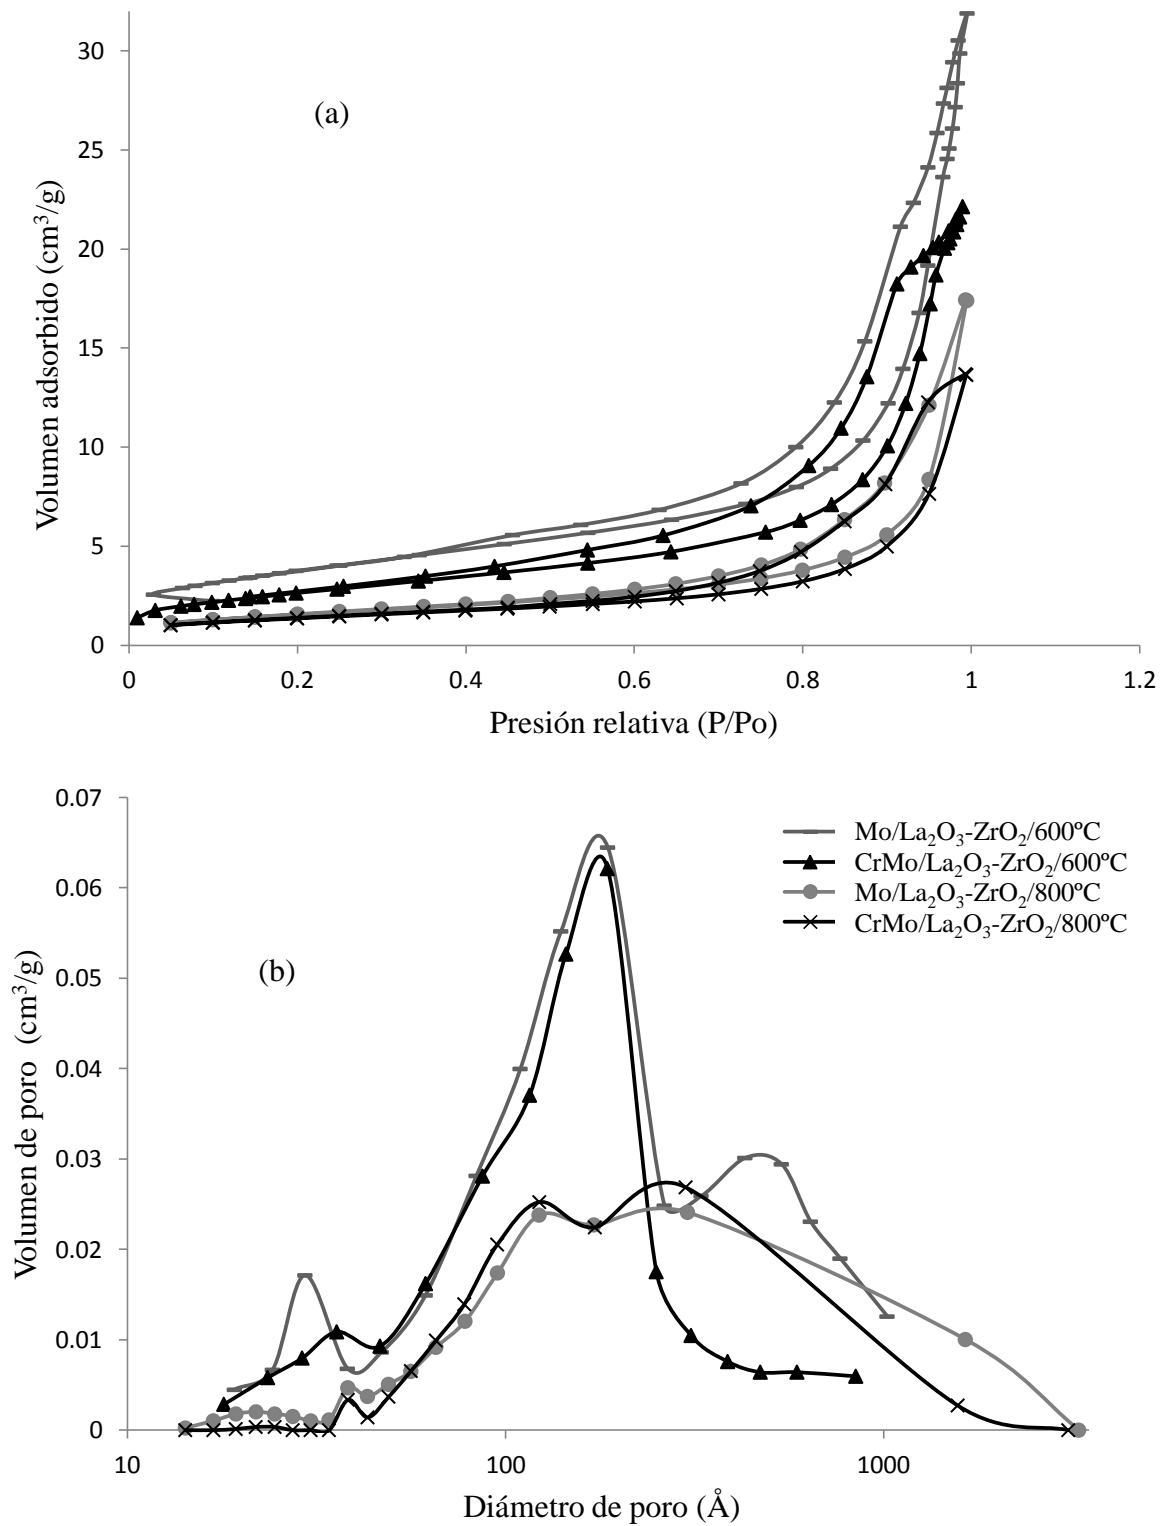 30
25
20
15
10
5
0
Volumen adsorbido (cm³/g)
(a)
0 0.2 0.4 0.6 0.8 1 1.2
Presión relativa (P/Po)
0.07
0.06
0.05
0.04
0.03
0.02
0.01
0
Volumen de poro (cm³/g)
(b)
Mo/La₂O₃-ZrO₂/600ºC
CrMo/La₂O₃-ZrO₂/600ºC
Mo/La₂O₃-ZrO₂/800ºC
CrMo/La₂O₃-ZrO₂/800ºC
10 100 1000
Diámetro de poro (Å)